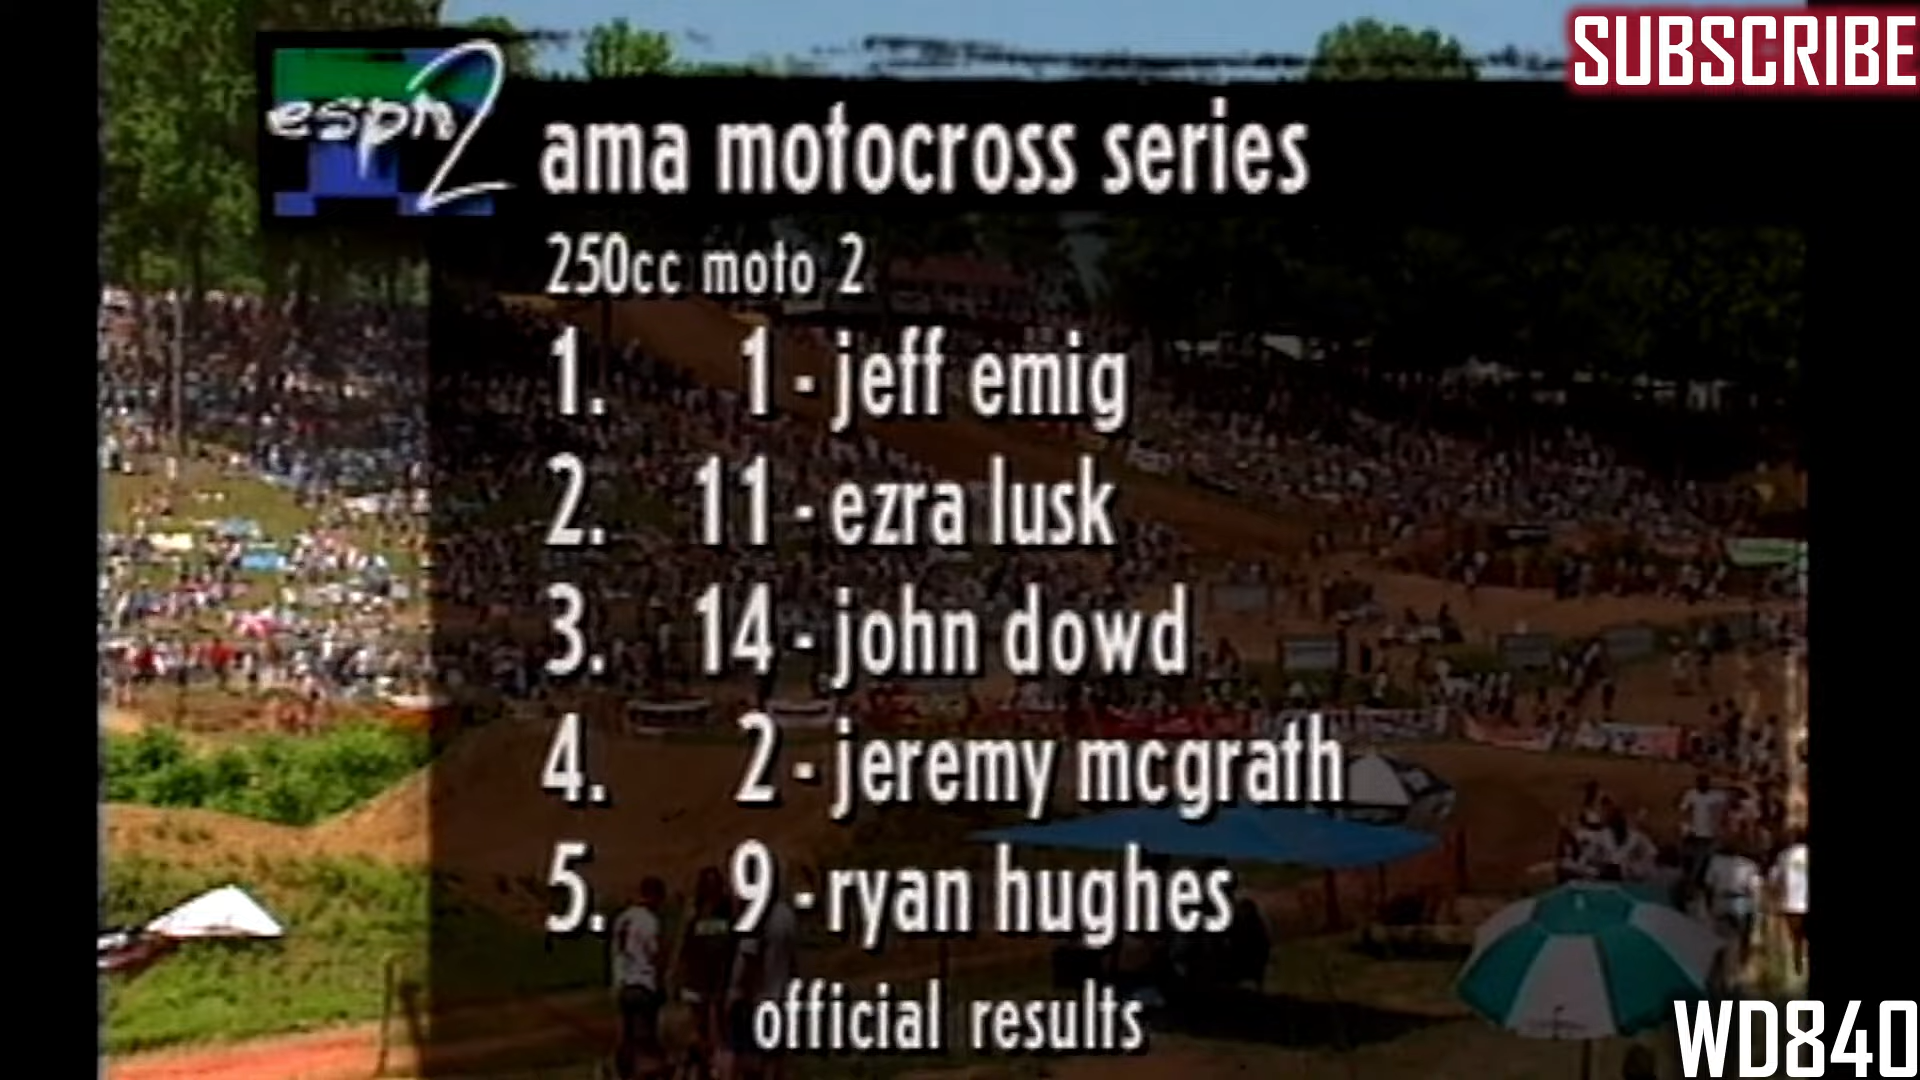 SUBSCRIBE
espn2
ama motocross series
250cc moto 2
1. 1 - jeff emig
2. 11 - ezra lusk
3. 14 - john dowd
4. 2 - jeremy mcgrath
5. 9 - ryan hughes
official results
WD840